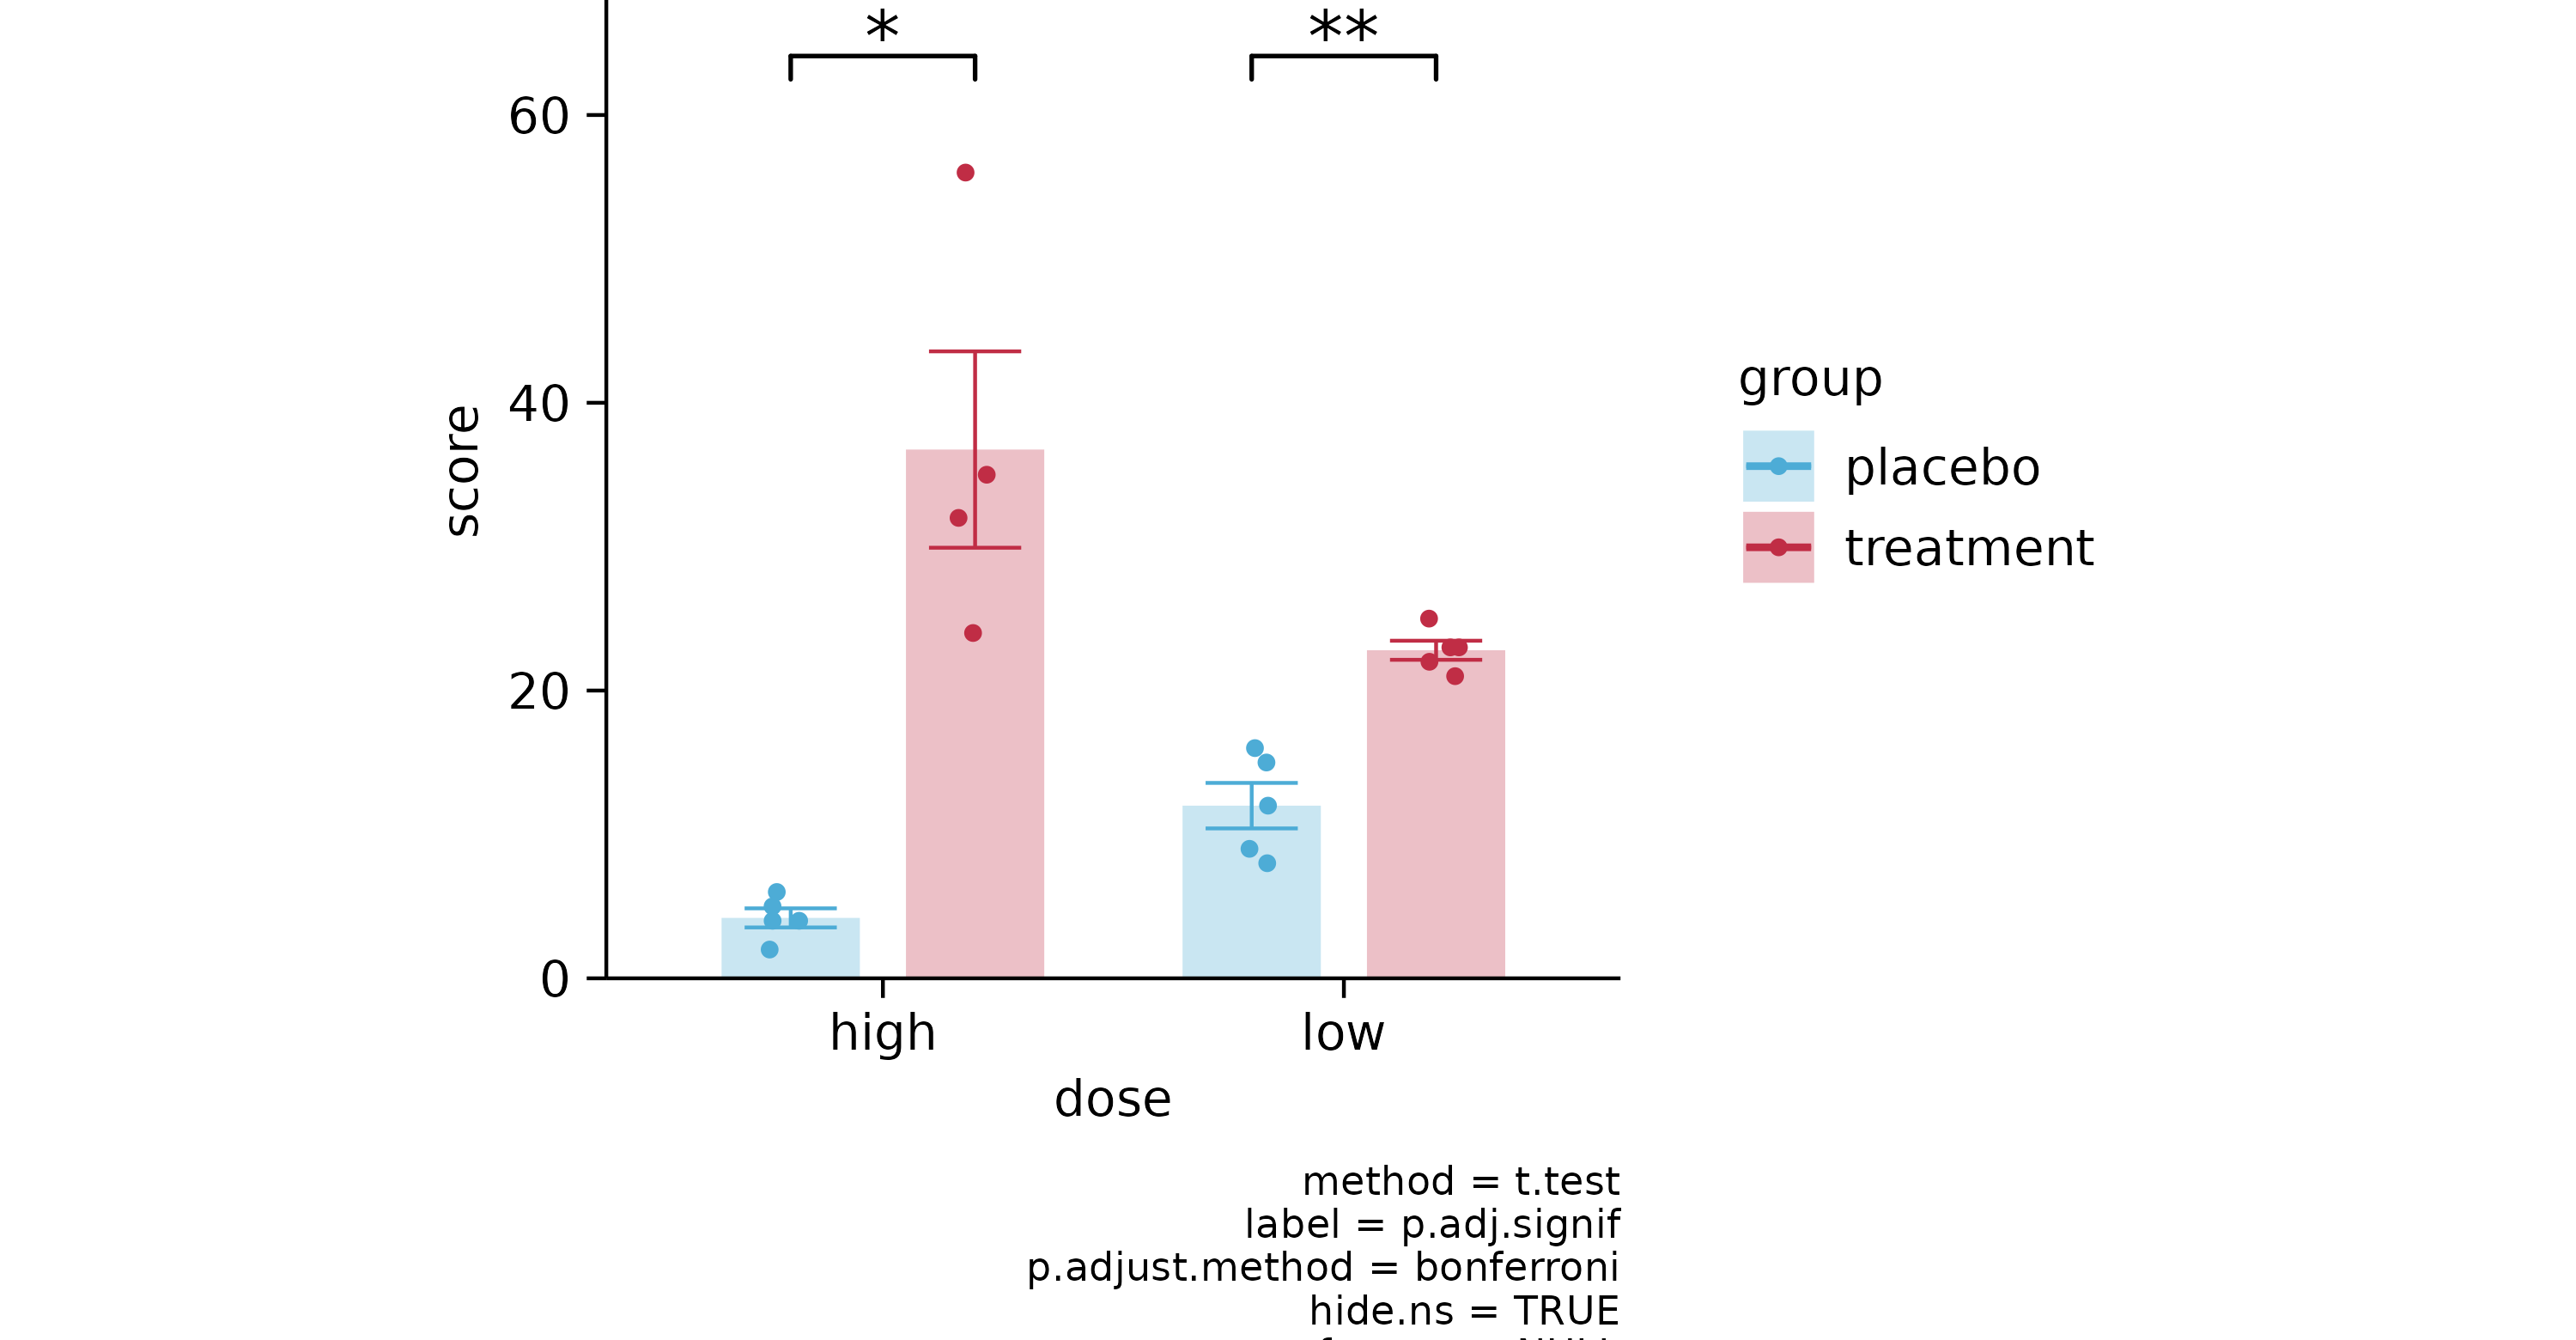 * **
60
40
20
0
score
high low
dose
group
placebo
treatment
method = t.test
label = p.adj.signif
p.adjust.method = bonferroni
hide.ns = TRUE